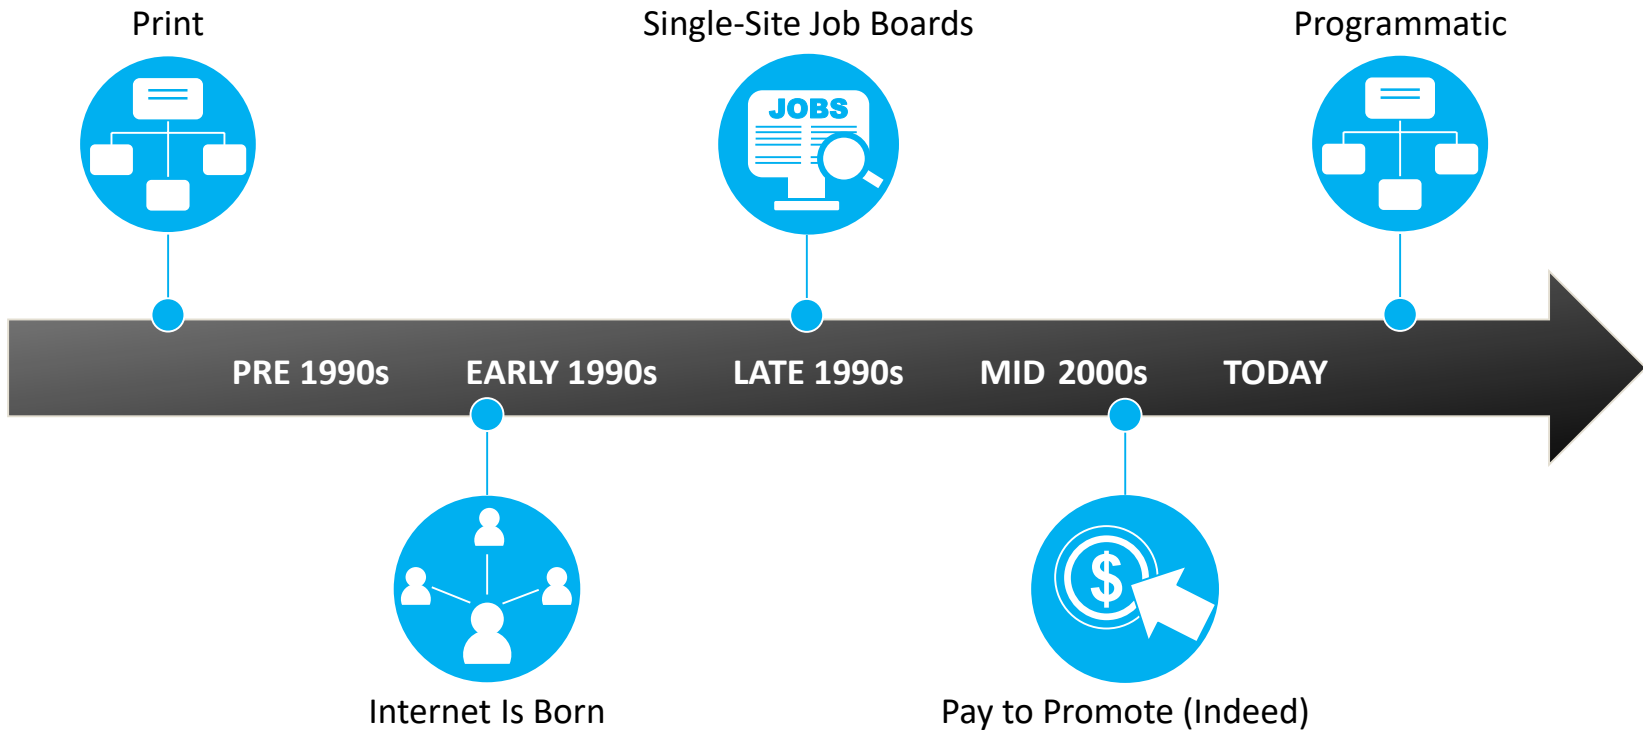 Print
Single-Site Job Boards
Programmatic
JOBS
PRE 1990s
EARLY 1990s
LATE 1990s
MID 2000s
TODAY
$
Internet Is Born
Pay to Promote (Indeed)